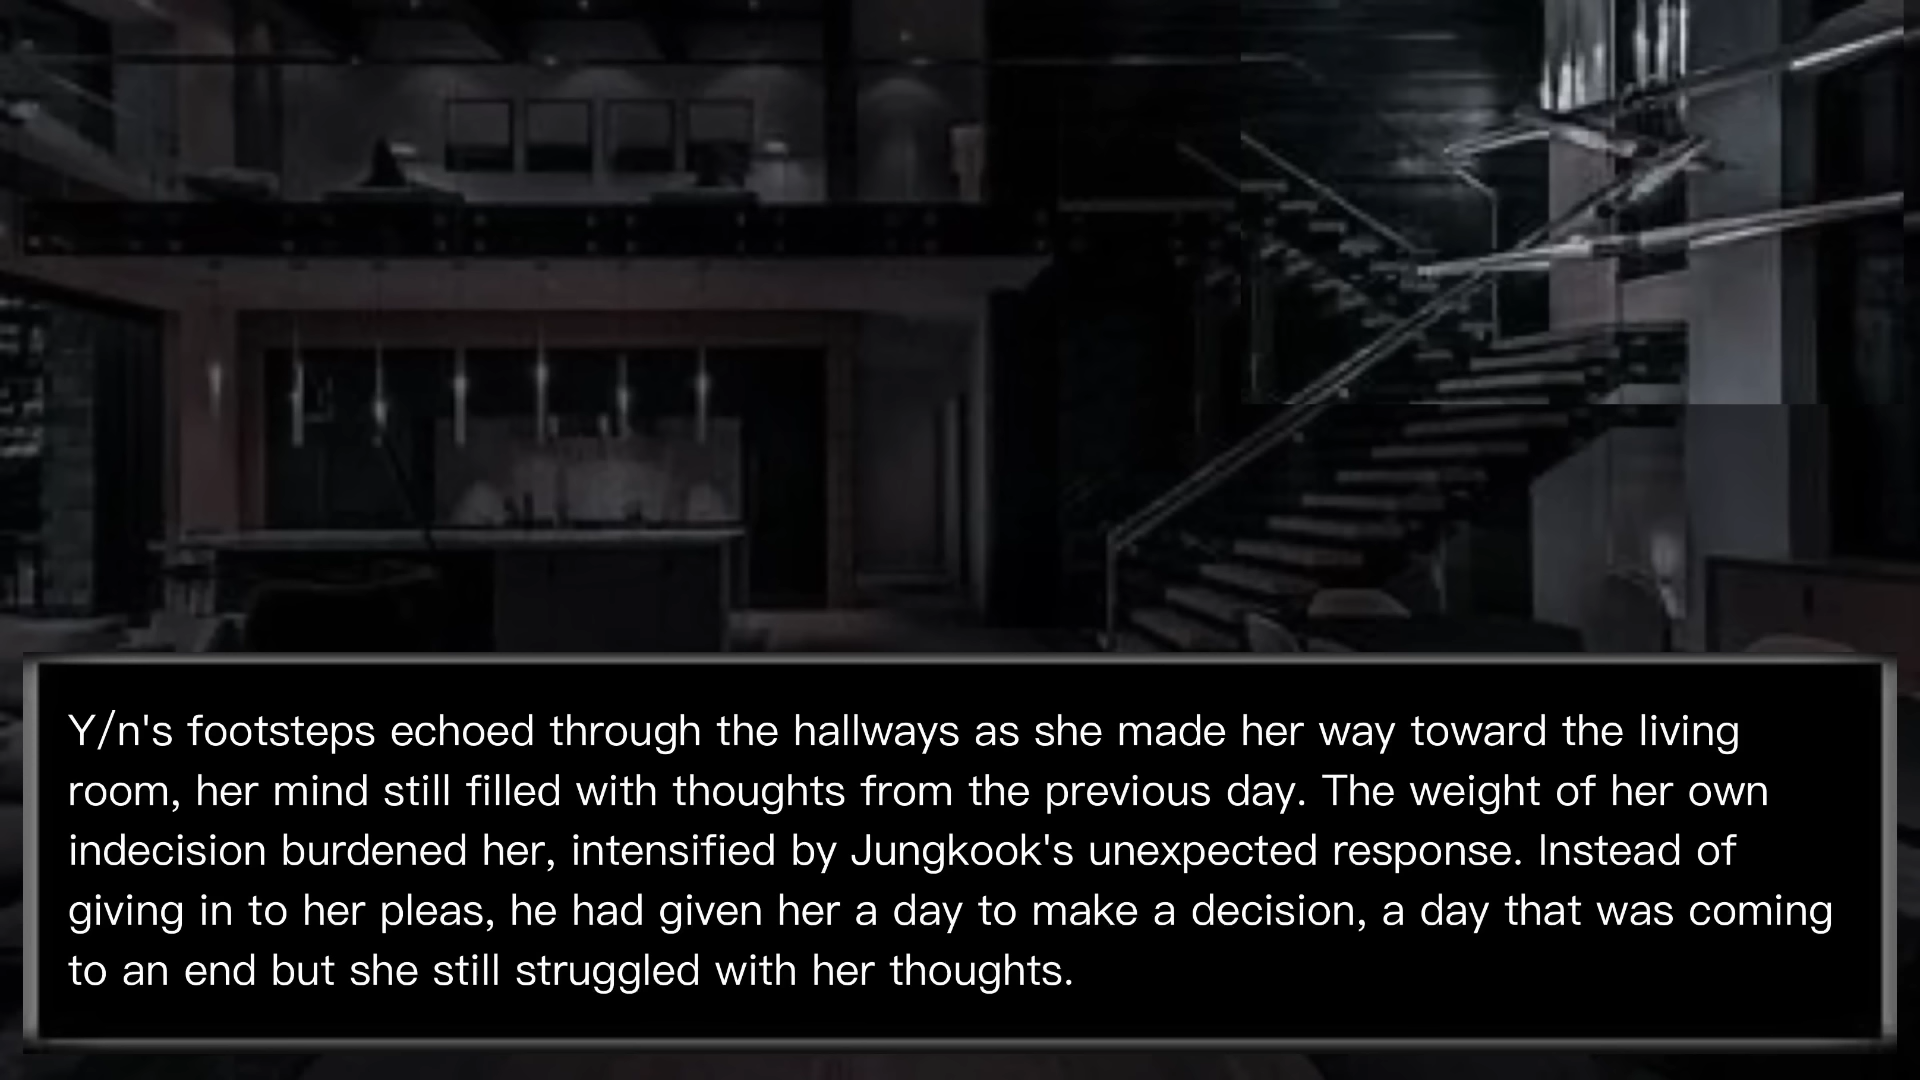 Y/n's footsteps echoed through the hallways as she made her way toward the living
room, her mind still filled with thoughts from the previous day. The weight of her own
indecision burdened her, intensified by Jungkook's unexpected response. Instead of
giving in to her pleas, he had given her a day to make a decision, a day that was coming
to an end but she still struggled with her thoughts.